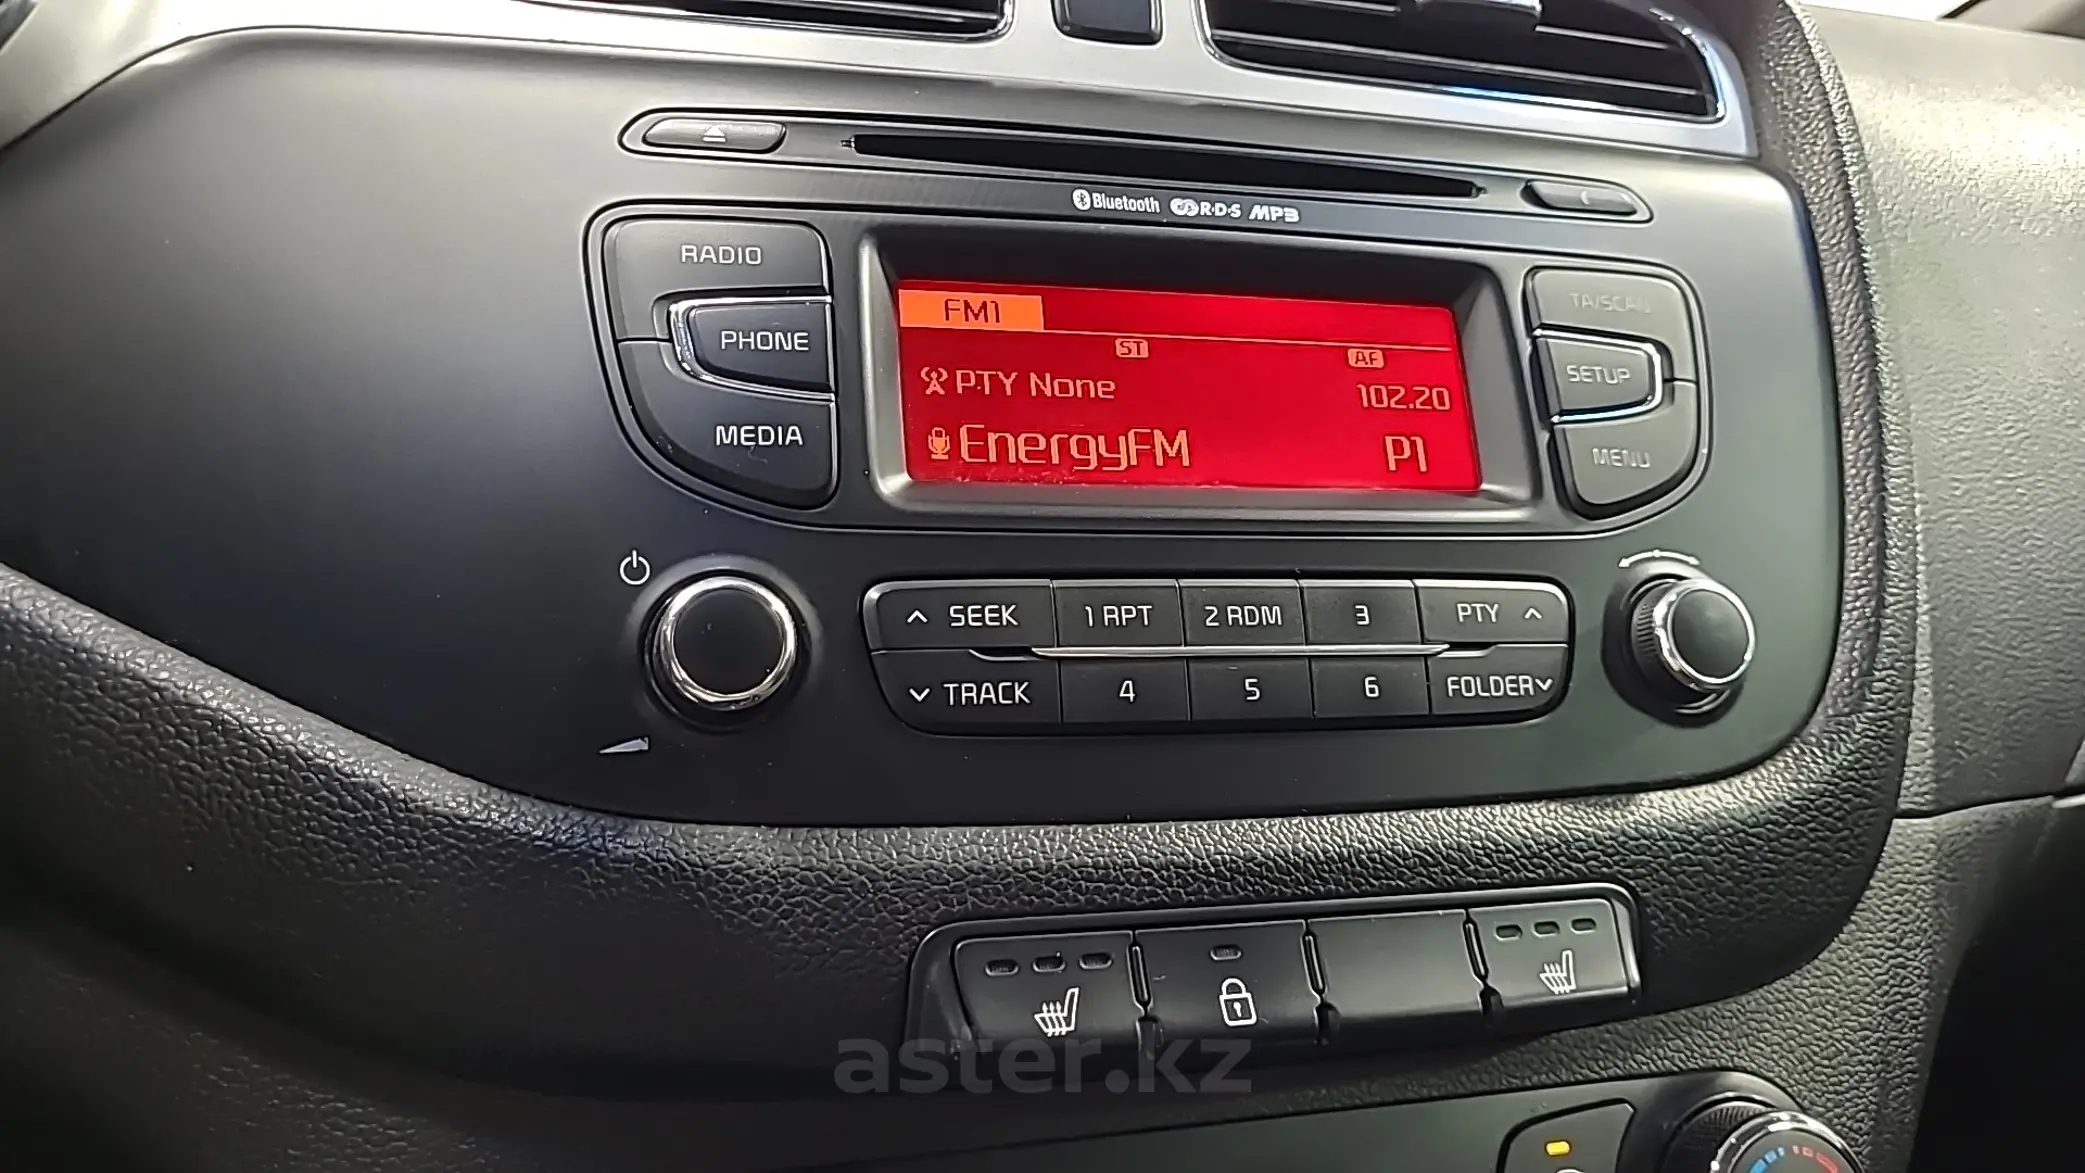 Bluetooth R·D·S MP3
RADIO
PHONE
MEDIA
FM1
ST
AF
PTY None
102.20
EnergyFM
P1
TA/SCAN
SETUP
MENU
SEEK
1 RPT
2 RDM
3
PTY
TRACK
4
5
6
FOLDER
aster.kz